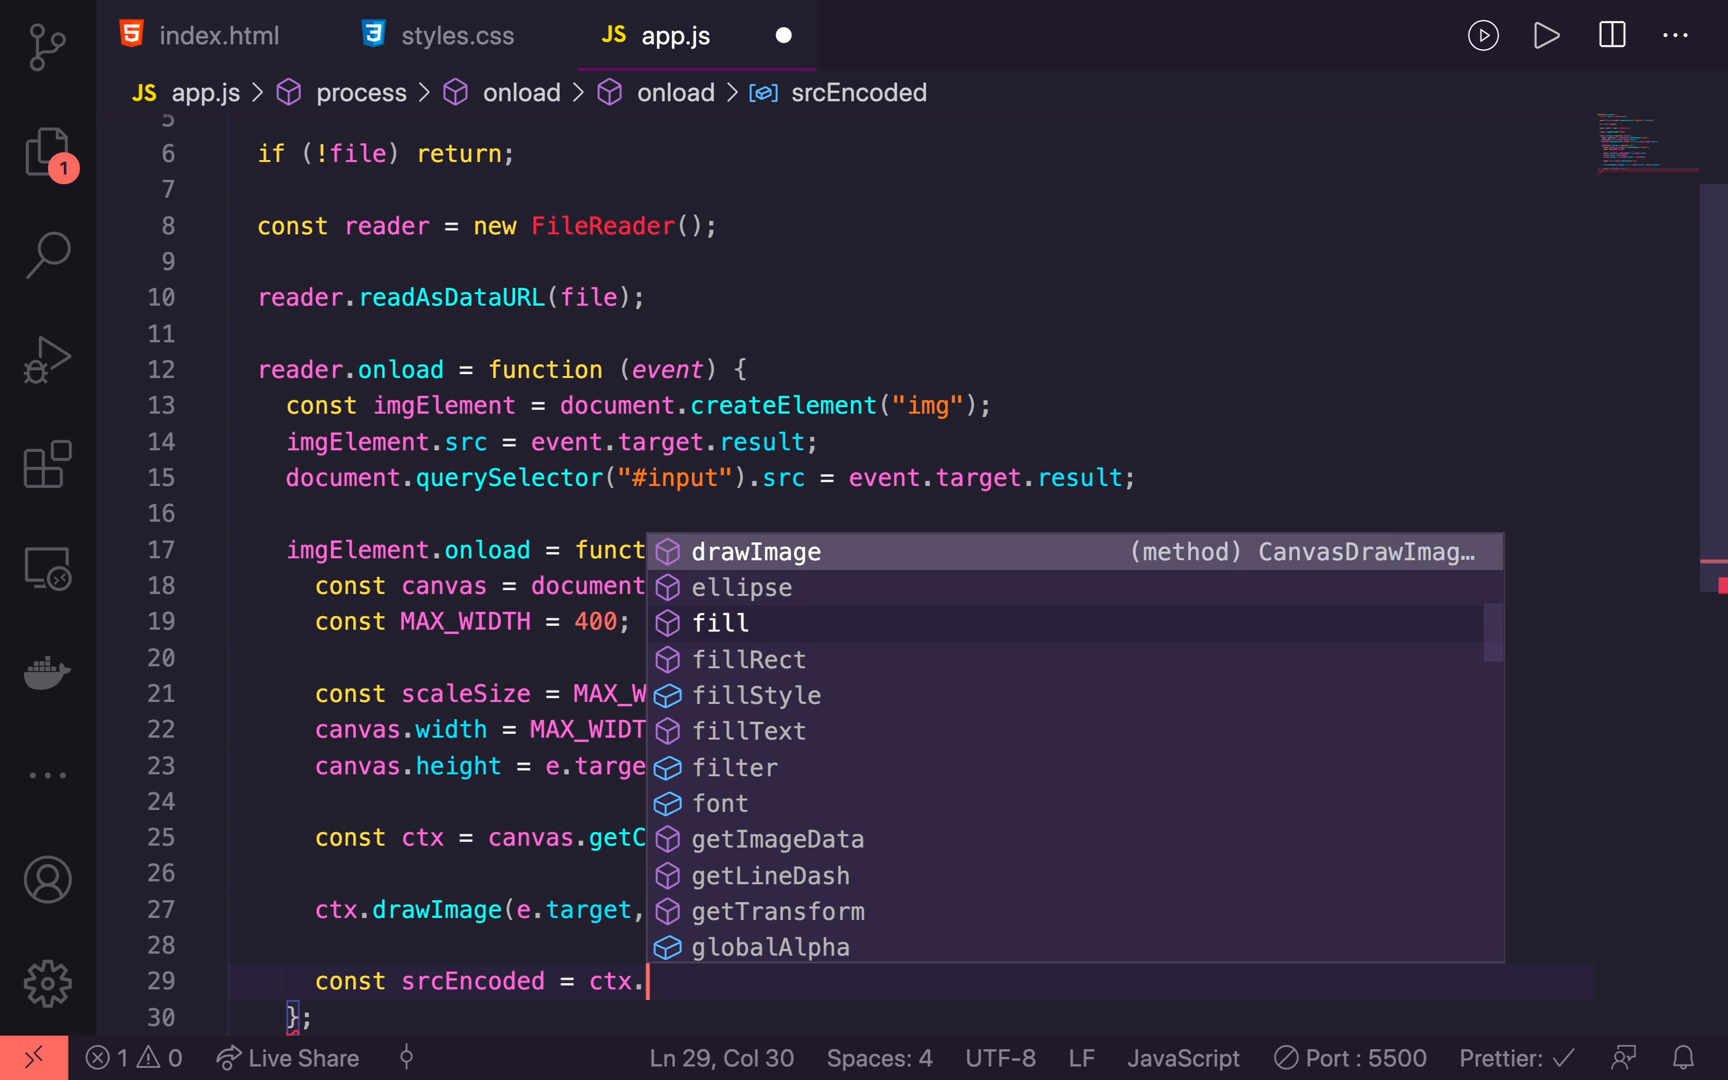 index.html
styles.css
JS app.js
JS app.js > process > onload > onload > srcEncoded
1
5
6 if (!file) return;
7
8 const reader = new FileReader();
9
10 reader.readAsDataURL(file);
11
12 reader.onload = function (event) {
13 const imgElement = document.createElement("img");
14 imgElement.src = event.target.result;
15 document.querySelector("#input").src = event.target.result;
16
17 imgElement.onload = funct
18 const canvas = document
19 const MAX_WIDTH = 400;
20
21 const scaleSize = MAX_W
22 canvas.width = MAX_WIDT
23 canvas.height = e.targe
24
25 const ctx = canvas.getC
26
27 ctx.drawImage(e.target,
28
29 const srcEncoded = ctx.
30 };
drawImage (method) CanvasDrawImag…
ellipse
fill
fillRect
fillStyle
fillText
filter
font
getImageData
getLineDash
getTransform
globalAlpha
1 0 Live Share Ln 29, Col 30 Spaces: 4 UTF-8 LF JavaScript Port : 5500 Prettier: ✓